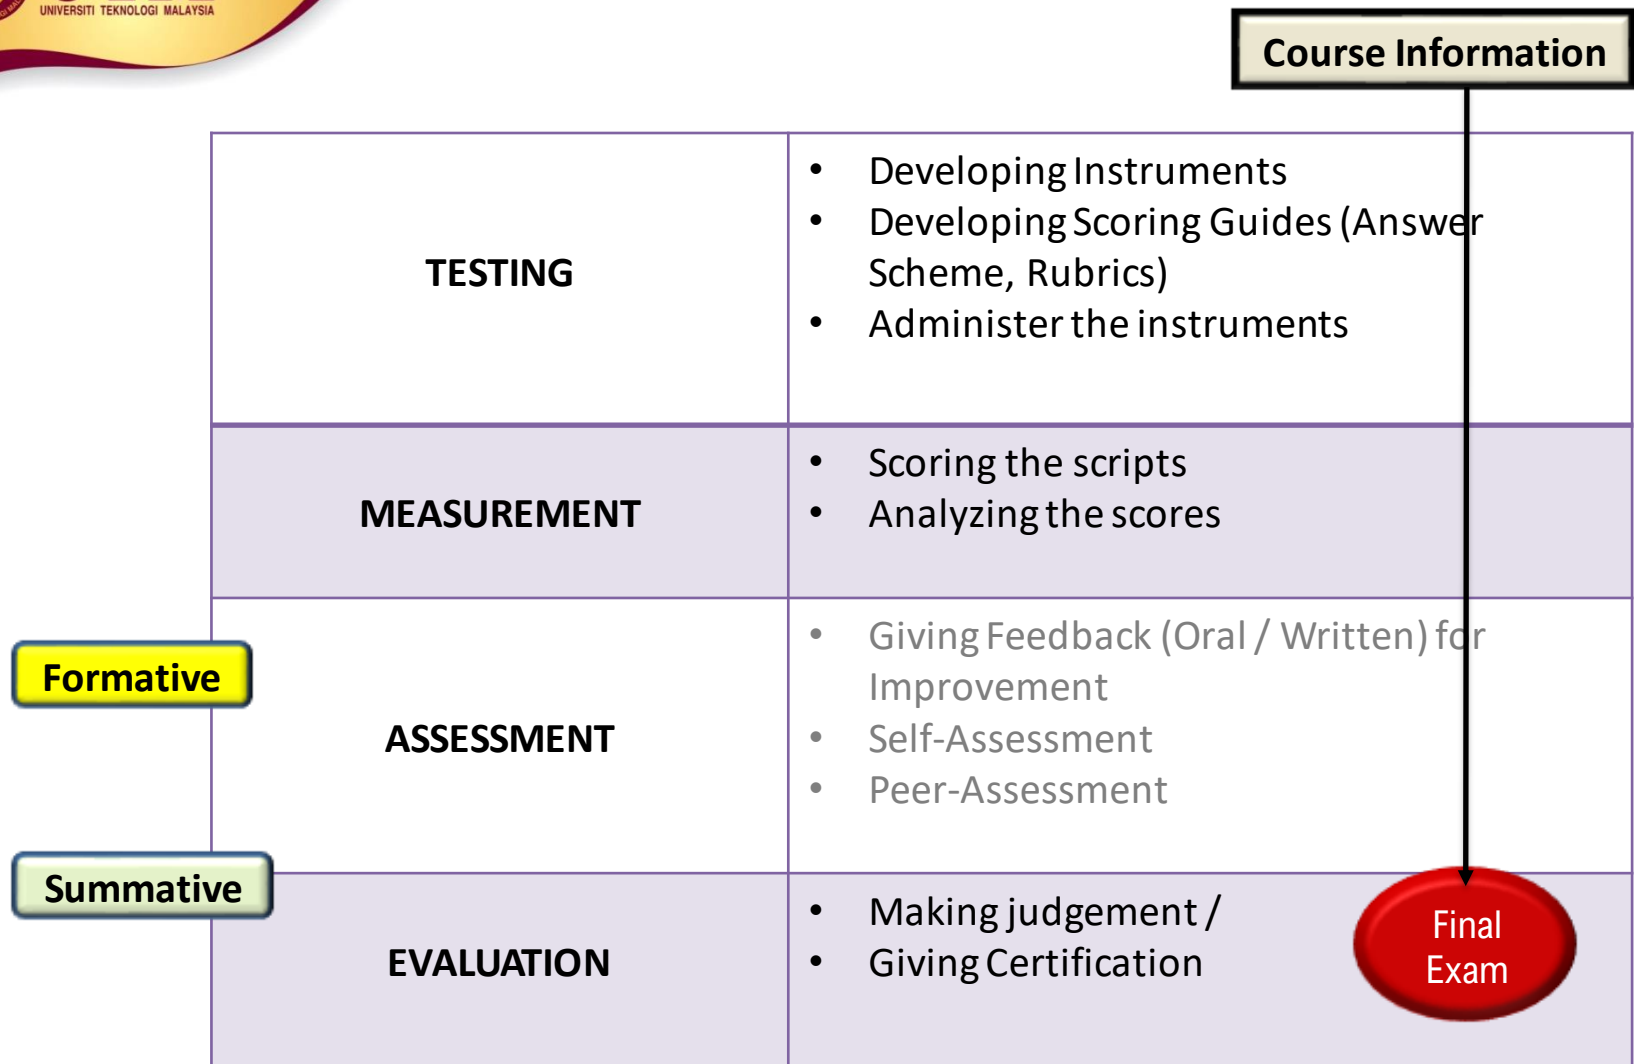 UNIVERSITI TEKNOLOGI MALAYSIA
Course Information
TESTING
• Developing Instruments
• Developing Scoring Guides (Answer
Scheme, Rubrics)
• Administer the instruments
MEASUREMENT
• Scoring the scripts
• Analyzing the scores
Formative
ASSESSMENT
• Giving Feedback (Oral / Written) for
Improvement
• Self-Assessment
• Peer-Assessment
Summative
EVALUATION
• Making judgement /
• Giving Certification
Final
Exam